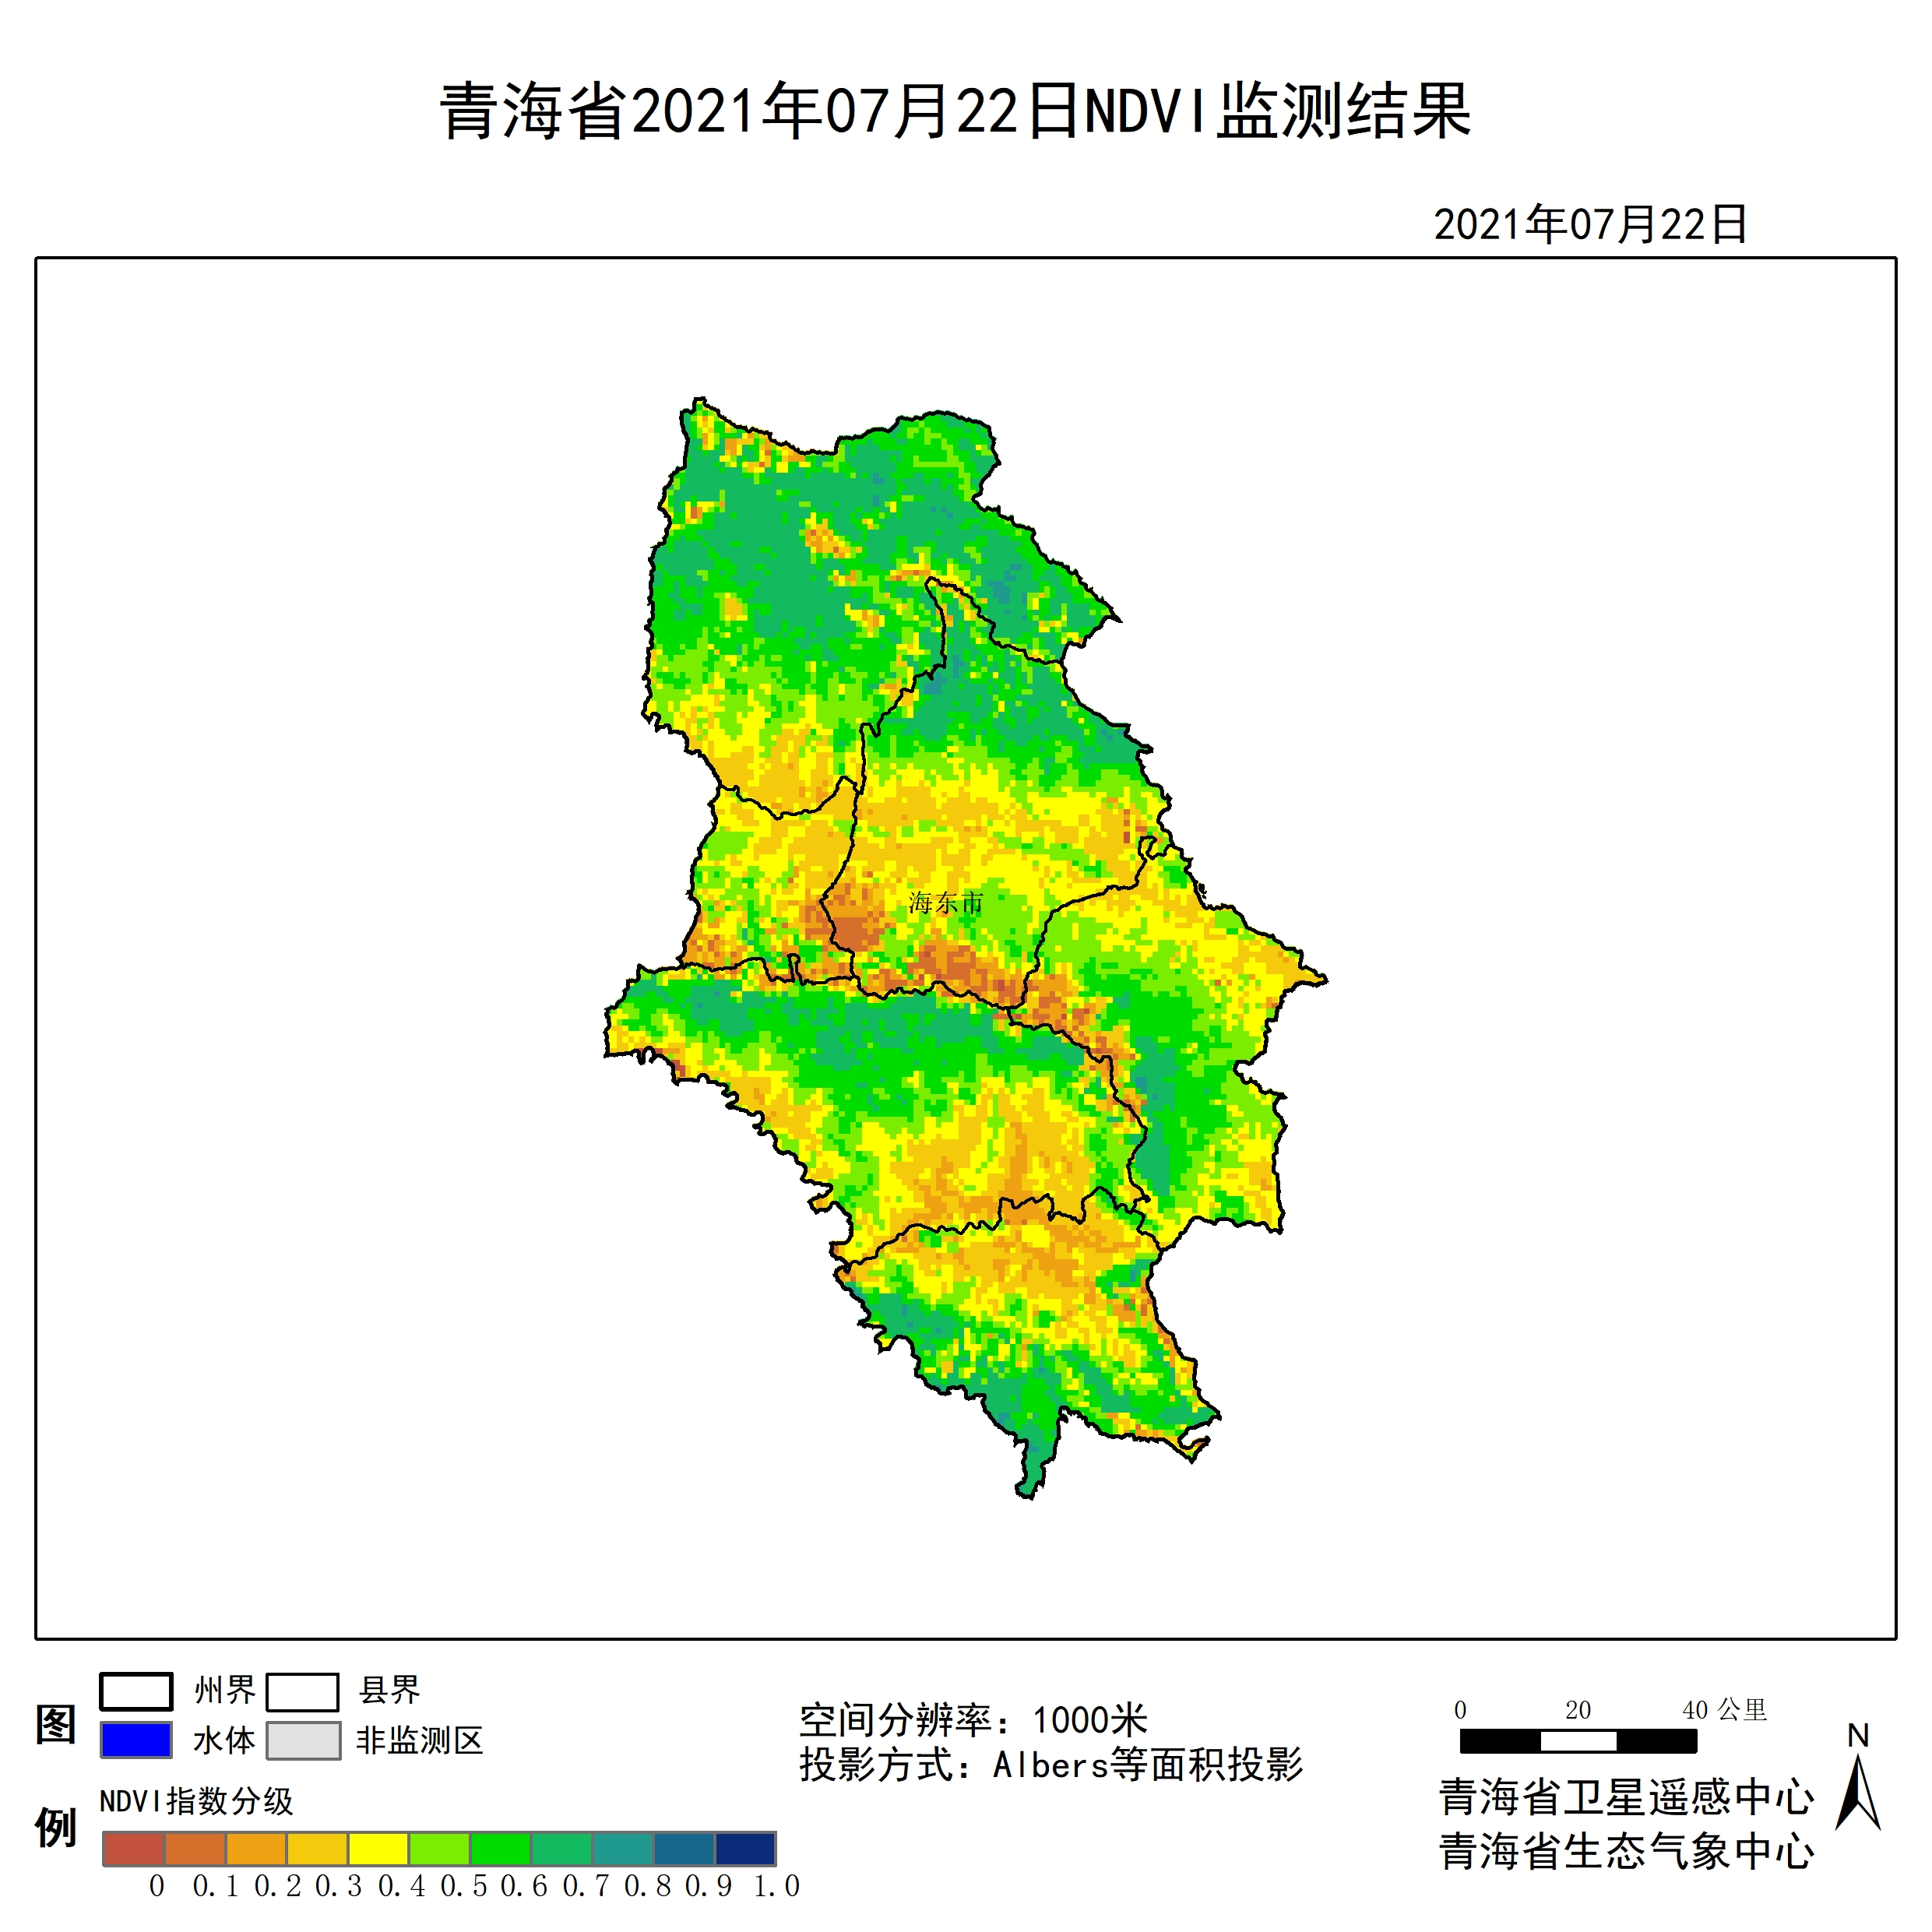 青海省2021年07月22日NDVI监测结果
2021年07月22日
海东市
图例
州界 县界
水体 非监测区
NDVI指数分级
0 0.1 0.2 0.3 0.4 0.5 0.6 0.7 0.8 0.9 1.0
空间分辨率：1000米
投影方式：Albers等面积投影
0 20 40 公里
N
青海省卫星遥感中心
青海省生态气象中心